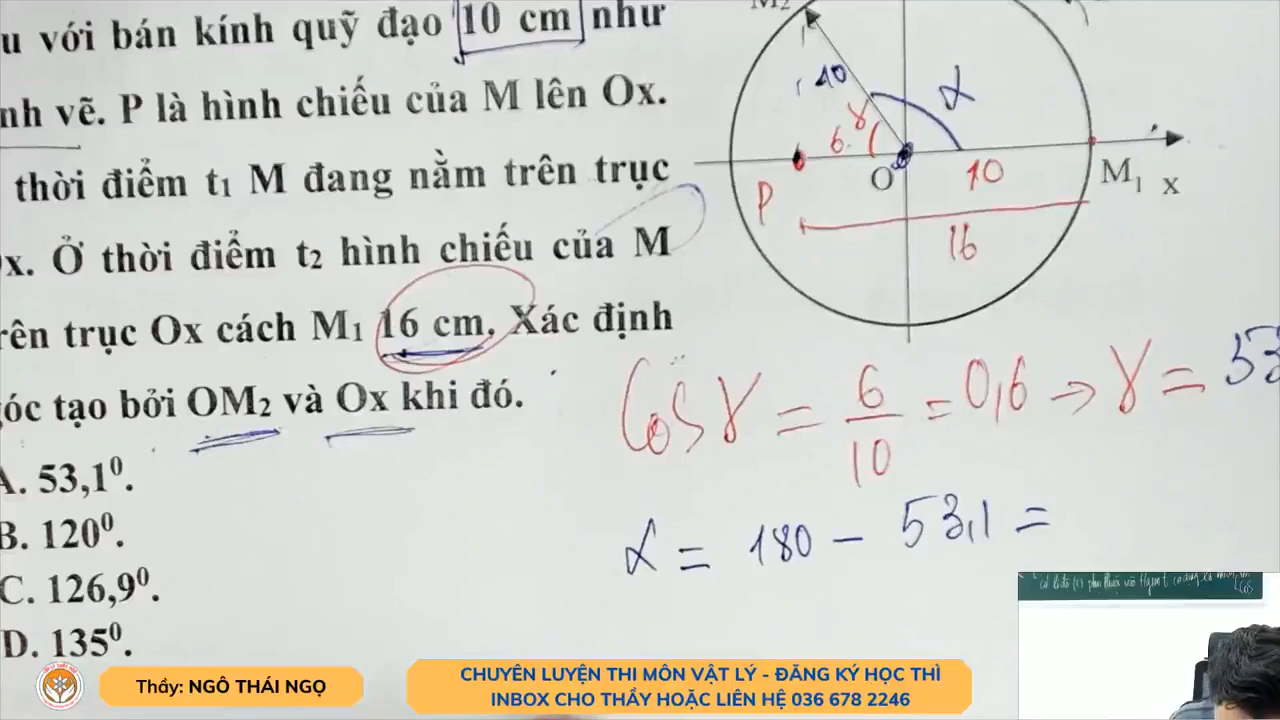 u với bán kính quỹ đạo 10 cm như
nh vẽ. P là hình chiếu của M lên Ox.
thời điểm t₁ M đang nằm trên trục
x. Ở thời điểm t₂ hình chiếu của M
rên trục Ox cách M₁ 16 cm. Xác định
góc tạo bởi OM₂ và Ox khi đó.
A. 53,1⁰.
B. 120⁰.
C. 126,9⁰.
D. 135⁰.
M₂
10
α
γ
6
O
10
M₁
x
P
16
Cos γ = 6/10 = 0,6 → γ = 53
α = 180 - 53,1 =
Thầy: NGÔ THÁI NGỌ
CHUYÊN LUYỆN THI MÔN VẬT LÝ - ĐĂNG KÝ HỌC THÌ
INBOX CHO THẦY HOẶC LIÊN HỆ 036 678 2246